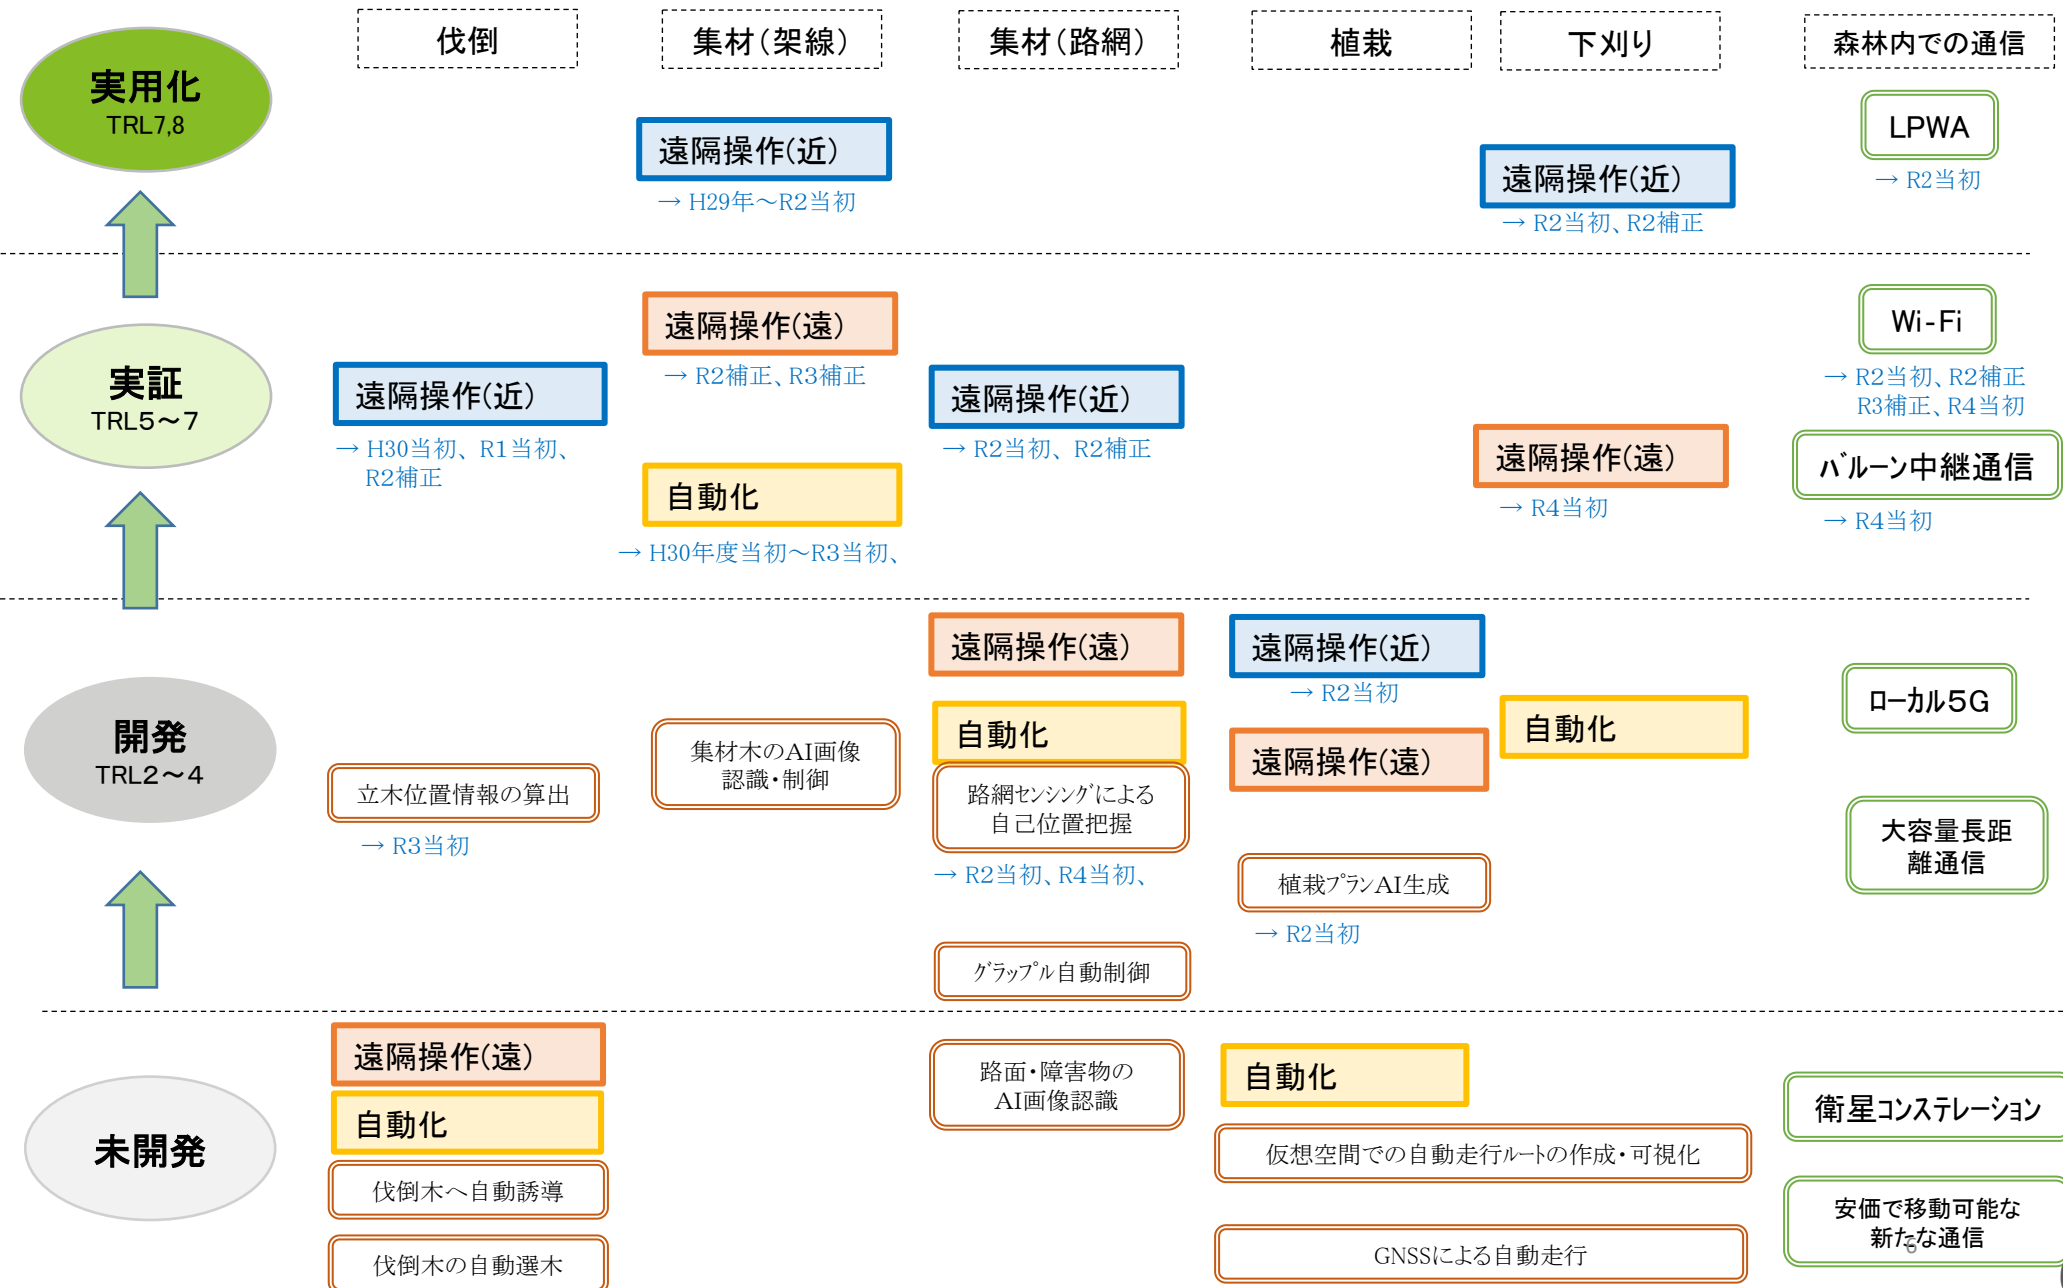 伐倒
集材（架線）
集材（路網）
植栽
下刈り
森林内での通信
実用化
TRL7,8
遠隔操作(近)
→ H29年～R2当初
遠隔操作(近)
→ R2当初、R2補正
LPWA
→ R2当初
実証
TRL5～7
遠隔操作(近)
→ H30当初、R1当初、
R2補正
遠隔操作(遠)
→ R2補正、R3補正
自動化
→ H30年度当初～R3当初、
遠隔操作(近)
→ R2当初、R2補正
遠隔操作(遠)
→ R4当初
Wi-Fi
→ R2当初、R2補正
R3補正、R4当初
ﾊﾞﾙｰﾝ中継通信
→ R4当初
開発
TRL2～4
立木位置情報の算出
→ R3当初
集材木のAI画像
認識・制御
遠隔操作(遠)
自動化
路網ｾﾝｼﾝｸﾞによる
自己位置把握
→ R2当初、R4当初、
ｸﾞﾗｯﾌﾟﾙ自動制御
遠隔操作(近)
→ R2当初
遠隔操作(遠)
植栽ﾌﾟﾗﾝAI生成
→ R2当初
自動化
ﾛｰｶﾙ5G
大容量長距
離通信
未開発
遠隔操作(遠)
自動化
伐倒木へ自動誘導
伐倒木の自動選木
路面・障害物の
AI画像認識
自動化
仮想空間での自動走行ﾙｰﾄの作成・可視化
GNSSによる自動走行
衛星ｺﾝｽﾃﾚｰｼｮﾝ
安価で移動可能な
新たな通信
6